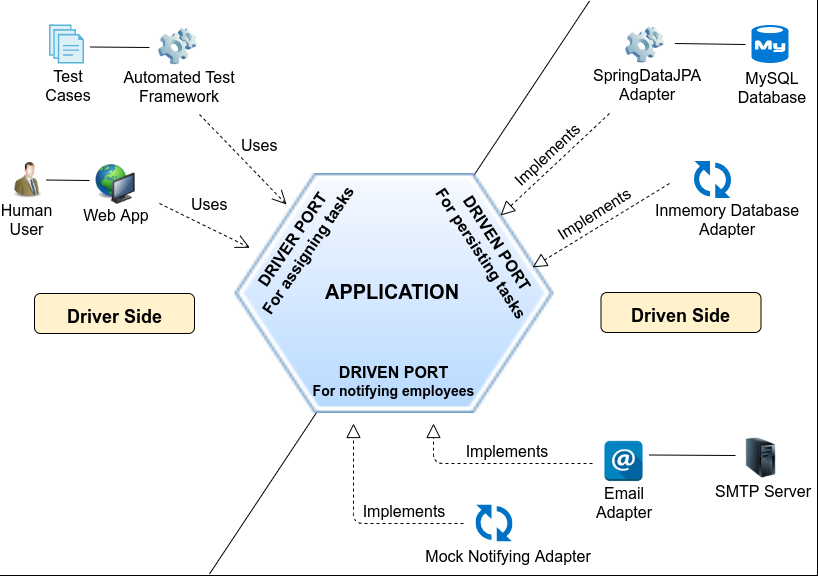 Test
Cases
Automated Test
Framework
Uses
Human
User
Web App
Uses
Driver Side
DRIVER PORT
For assigning tasks
APPLICATION
DRIVEN PORT
For persisting tasks
DRIVEN PORT
For notifying employees
SpringDataJPA
Adapter
My
MySQL
Database
Implements
Inmemory Database
Adapter
Implements
Driven Side
Implements
@
Email
Adapter
SMTP Server
Implements
Mock Notifying Adapter